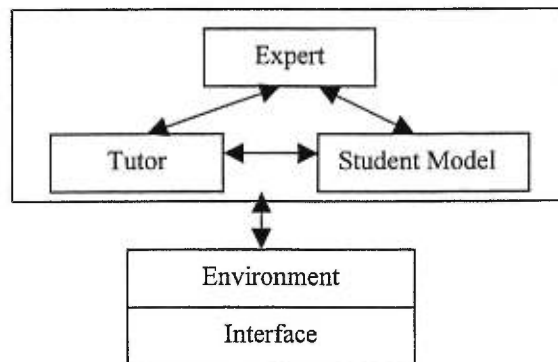 Expert
Tutor
Student Model
Environment
Interface